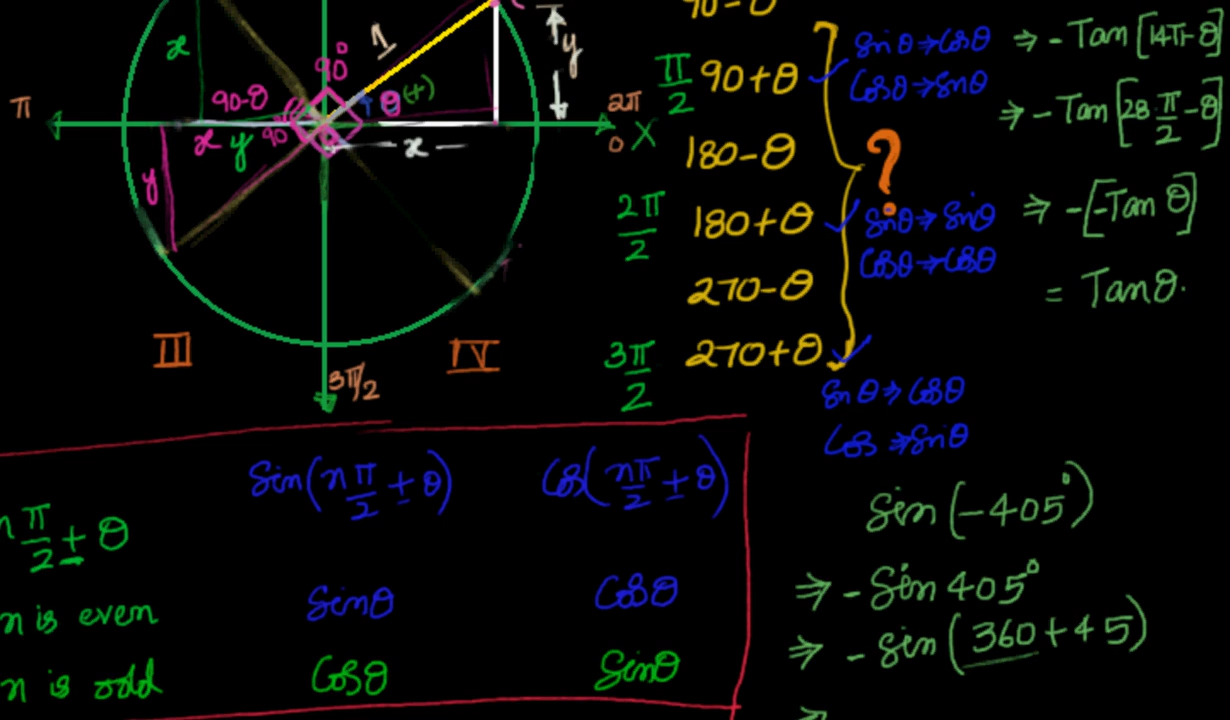 x
1
90°
90-θ
θ (+)
y
π
2π
0 X
x y
90
x
y
III
IV
3π/2
90-θ
π/2 90+θ
180-θ
2π/2 180+θ
270-θ
3π/2 270+θ
Sinθ⇒Cosθ
Cosθ⇒Sinθ
?
Sinθ⇒Sinθ
Cosθ⇒Cosθ
Sinθ⇒Cosθ
Cos⇒Sinθ
⇒ -Tan[14π-θ]
⇒ -Tan[28 π/2 -θ]
⇒ -[-Tanθ]
= Tanθ.
Sin(nπ/2 ± θ) Cos(nπ/2 ± θ)
nπ/2 ± θ
n is even Sinθ Cosθ
n is odd Cosθ Sinθ
Sin(-405°)
⇒ -Sin 405°
⇒ -Sin(360+45)
⇒